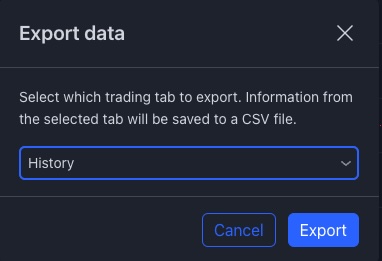 Export data
Select which trading tab to export. Information from
the selected tab will be saved to a CSV file.
History
Cancel
Export